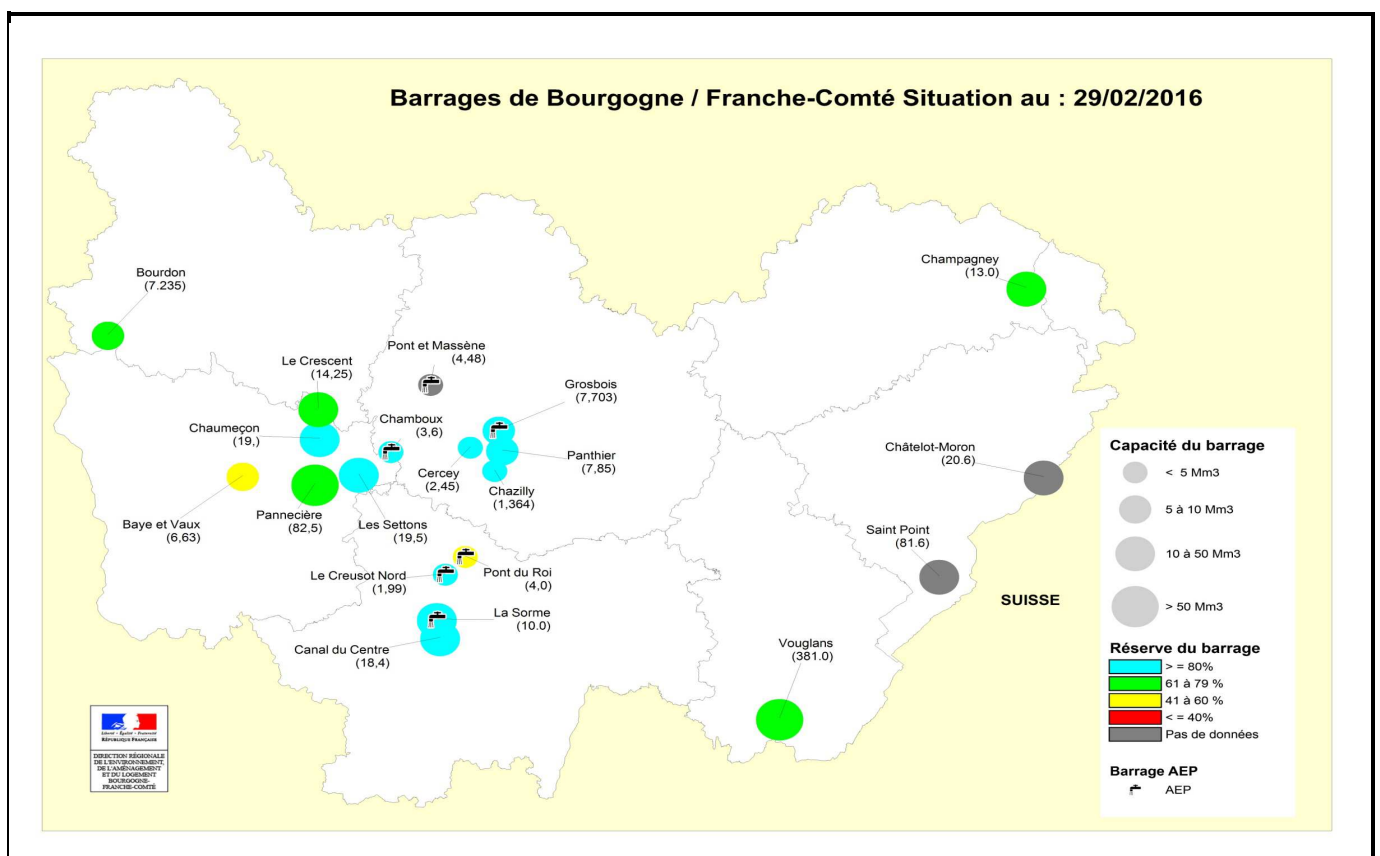 Barrages de Bourgogne / Franche-Comté Situation au : 29/02/2016
Bourdon
(7.235)
Champagney
(13.0)
Pont et Massène
(4,48)
Le Crescent
(14,25)
Grosbois
(7,703)
Chamboux
(3,6)
Chaumeçon
(19,)
Châtelot-Moron
(20.6)
Panthier
(7,85)
Cercey
(2,45)
Chazilly
(1,364)
Baye et Vaux
(6,63)
Pannecière
(82,5)
Les Settons
(19,5)
Saint Point
(81.6)
Le Creusot Nord
(1,99)
Pont du Roi
(4,0)
SUISSE
La Sorme
(10.0)
Canal du Centre
(18,4)
Vouglans
(381.0)
Capacité du barrage
< 5 Mm3
5 à 10 Mm3
10 à 50 Mm3
> 50 Mm3
Réserve du barrage
> = 80%
61 à 79 %
41 à 60 %
< = 40%
Pas de données
Barrage AEP
AEP
Liberté • Égalité • Fraternité
RÉPUBLIQUE FRANÇAISE
DIRECTION RÉGIONALE
DE L'ENVIRONNEMENT,
DE L'AMÉNAGEMENT
ET DU LOGEMENT
BOURGOGNE-
FRANCHE-COMTÉ